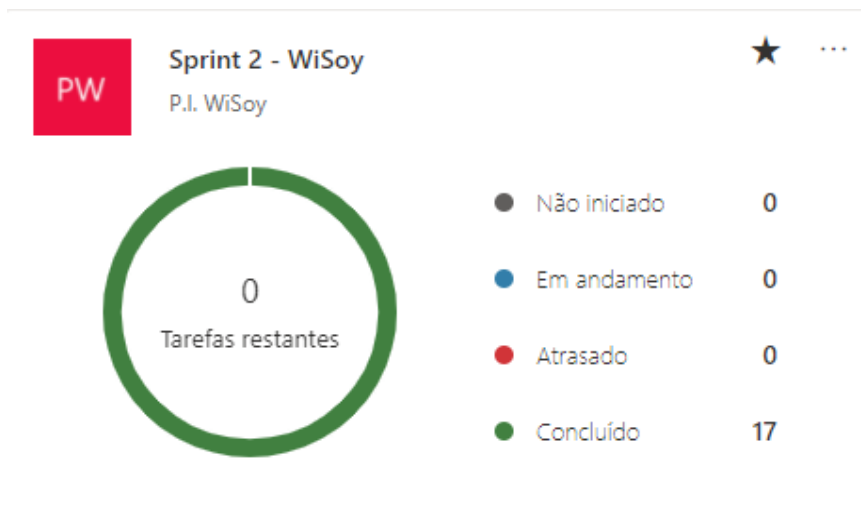 PW
Sprint 2 - WiSoy
P.I. WiSoy
0
Tarefas restantes
Não iniciado 0
Em andamento 0
Atrasado 0
Concluído 17